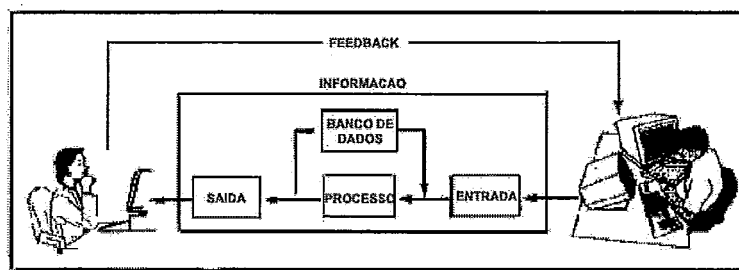 FEEDBACK
INFORMACAO
BANCO DE
DADOS
SAIDA
PROCESSO
ENTRADA